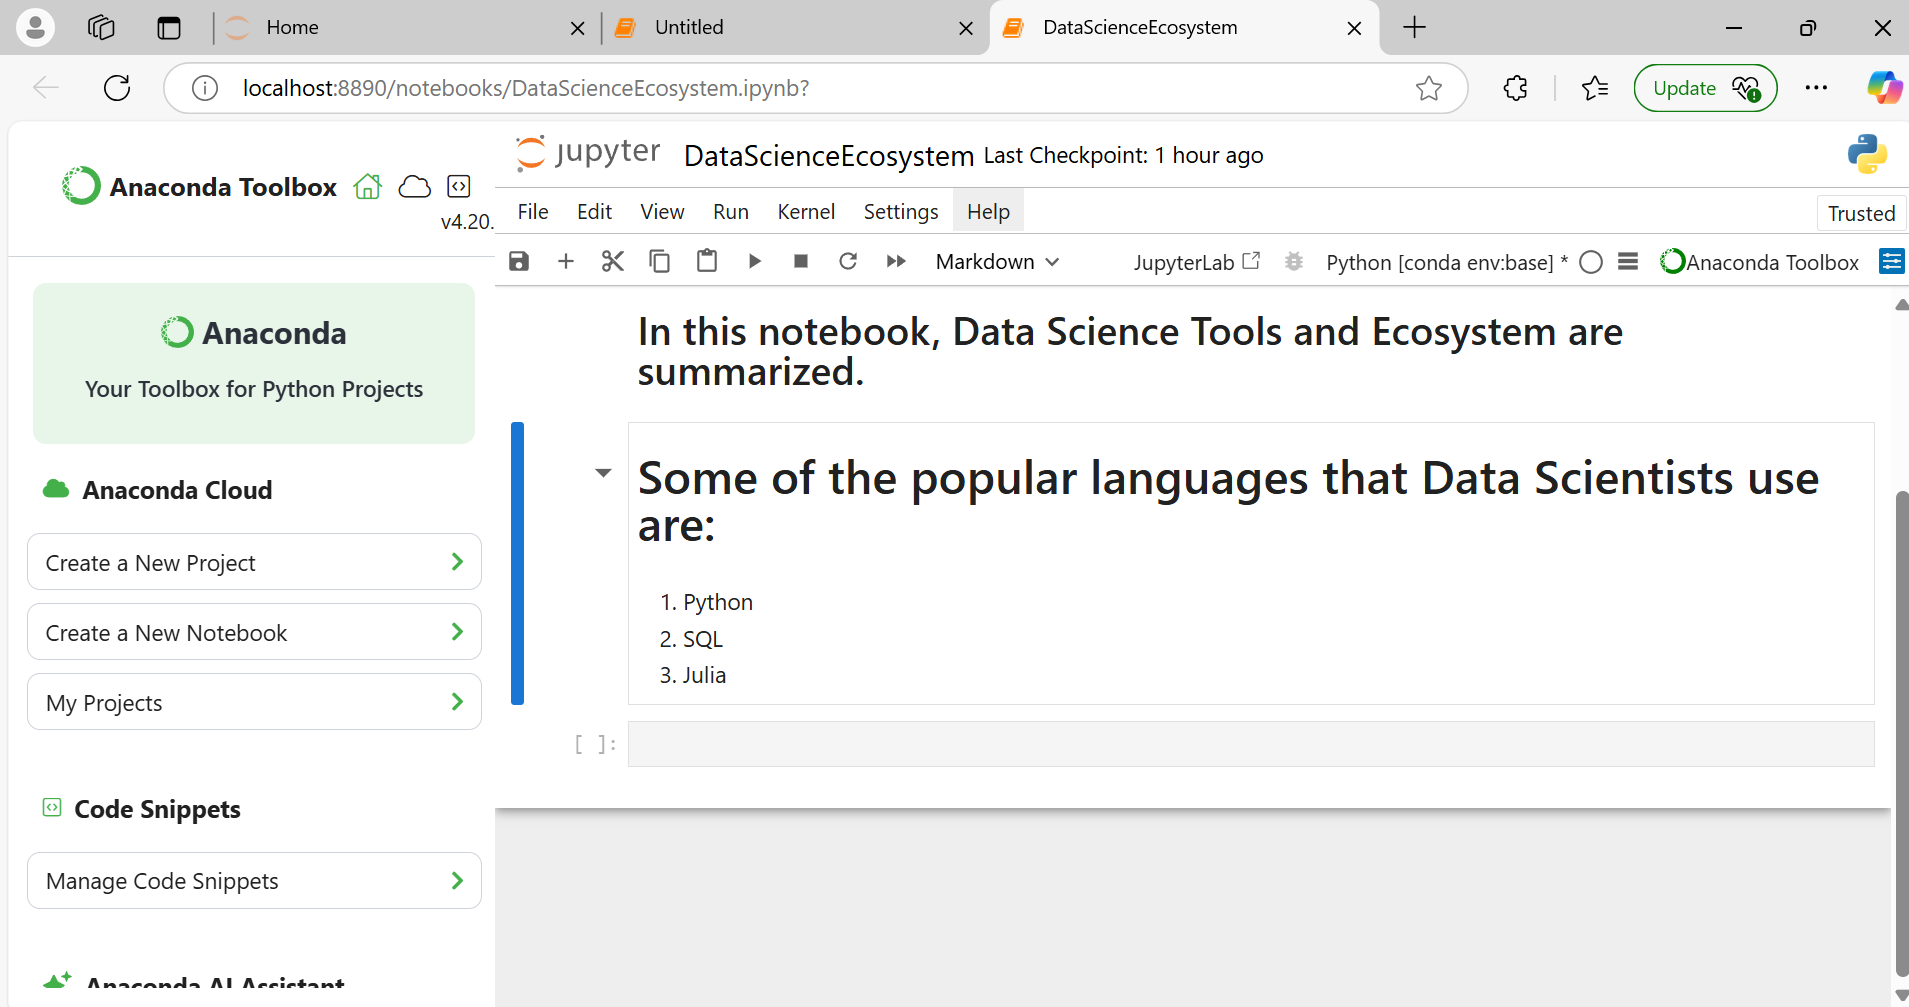 Home
Untitled
DataScienceEcosystem
localhost:8890/notebooks/DataScienceEcosystem.ipynb?
Update
Anaconda Toolbox
v4.20.
Anaconda
Your Toolbox for Python Projects
Anaconda Cloud
Create a New Project
Create a New Notebook
My Projects
Code Snippets
Manage Code Snippets
Anaconda AI Assistant
jupyter DataScienceEcosystem Last Checkpoint: 1 hour ago
File Edit View Run Kernel Settings Help
Trusted
Markdown JupyterLab Python [conda env:base] * Anaconda Toolbox
In this notebook, Data Science Tools and Ecosystem are
summarized.
Some of the popular languages that Data Scientists use
are:
1. Python
2. SQL
3. Julia
[ ]: